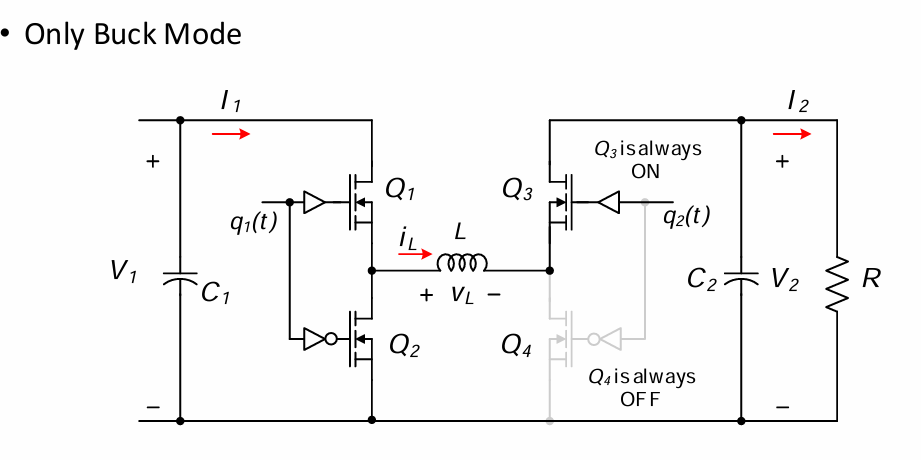 • Only Buck Mode
I1
I2
+
+
Q3 is always
ON
Q1
Q3
q1(t)
q2(t)
iL
L
V1
C1
+ vL −
C2
V2
R
Q2
Q4
Q4 is always
OFF
−
−